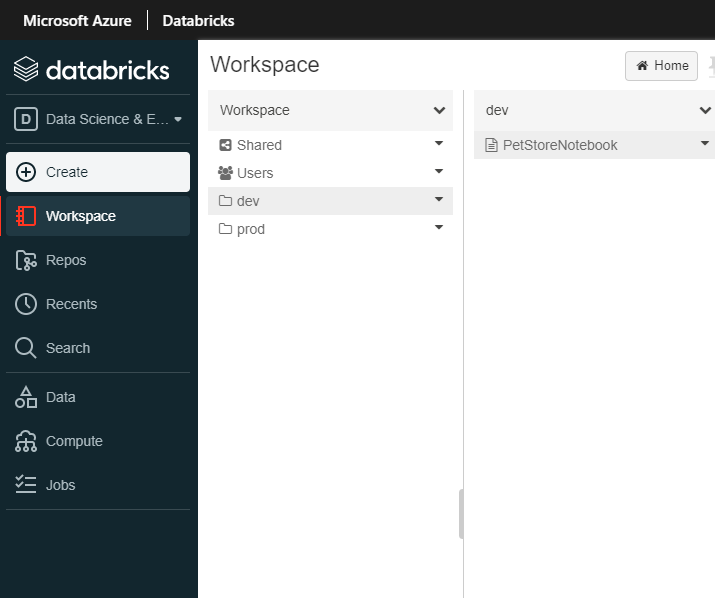 Microsoft Azure
Databricks
databricks
D
Data Science & E...
Create
Workspace
Repos
Recents
Search
Data
Compute
Jobs
Workspace
Home
Workspace
Shared
Users
dev
prod
dev
PetStoreNotebook